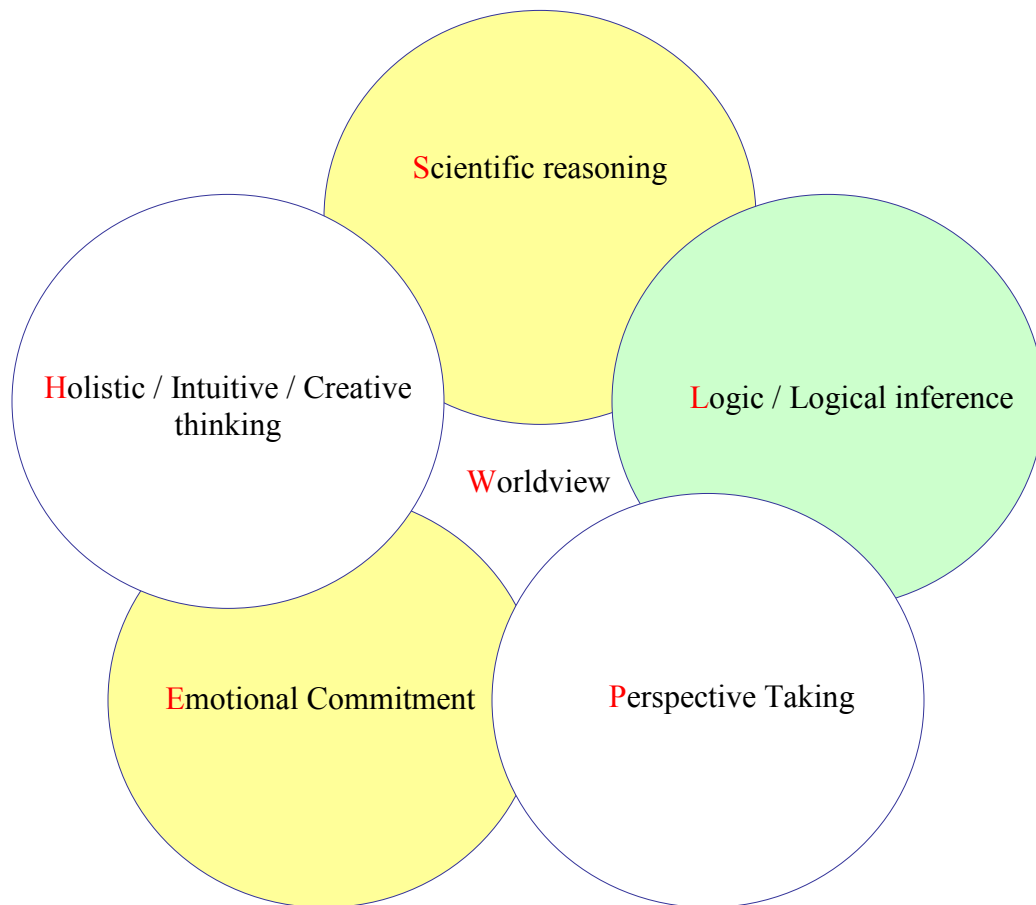 Scientific reasoning
Holistic / Intuitive / Creative
thinking
Logic / Logical inference
Worldview
Emotional Commitment
Perspective Taking